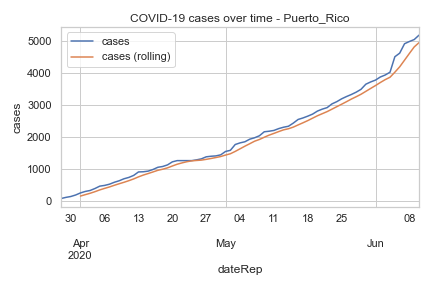 COVID-19 cases over time - Puerto_Rico
cases
cases (rolling)
5000
4000
3000
2000
1000
0
cases
30 06 13 20 27 04 11 18 25 08
Apr May Jun
2020
dateRep